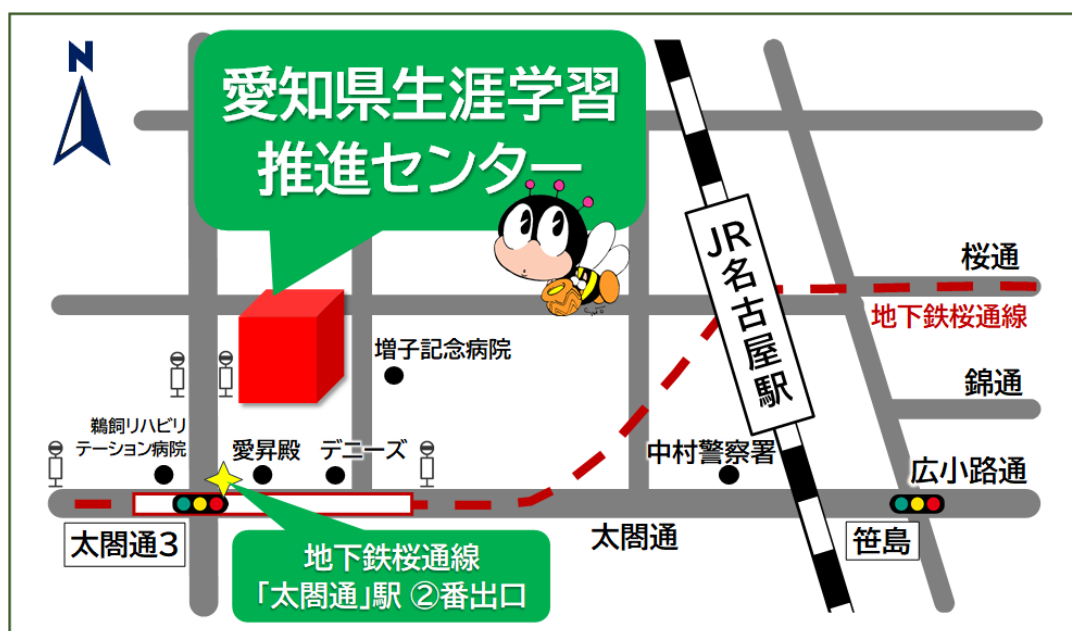 N
愛知県生涯学習
推進センター
JR名古屋駅
桜通
地下鉄桜通線
増子記念病院
錦通
鵜飼リハビリ
テーション病院
愛昇殿
デニーズ
中村警察署
広小路通
太閤通3
太閤通
笹島
地下鉄桜通線
「太閤通」駅 ②番出口